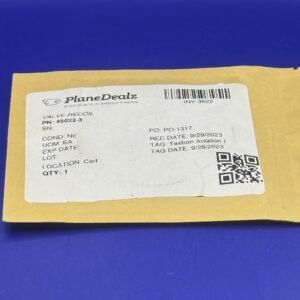 PlaneDealz
INV 3622
VALVE-RECOIL
PN: 45022-3
SN:
COND: NE
UOM: EA
EXP DATE:
LOT:
LOCATION: Cart
QTY: 1
PO: PO-1317
REC DATE: 9/29/2023
TAG: Textron Aviation I
TAG DATE: 9/26/2023